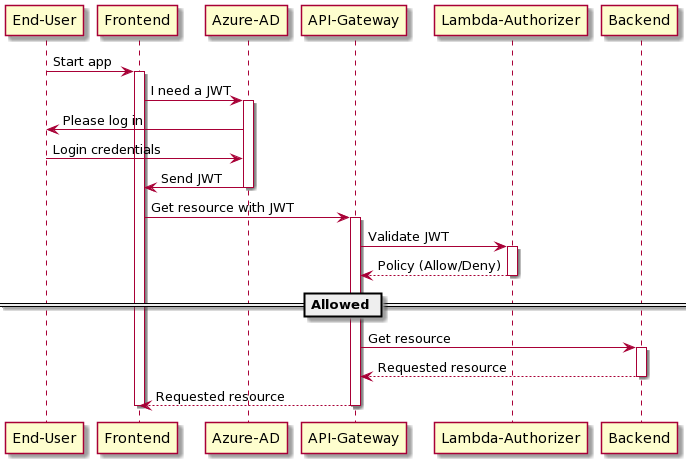 End-User
Frontend
Azure-AD
API-Gateway
Lambda-Authorizer
Backend
Start app
I need a JWT
Please log in
Login credentials
Send JWT
Get resource with JWT
Validate JWT
Policy (Allow/Deny)
Allowed
Get resource
Requested resource
Requested resource
End-User
Frontend
Azure-AD
API-Gateway
Lambda-Authorizer
Backend